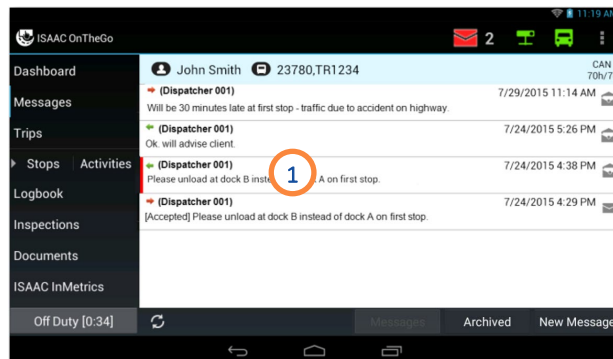 11:19 AM
ISAAC OnTheGo
2
Dashboard
Messages
Trips
Stops
Activities
Logbook
Inspections
Documents
ISAAC InMetrics
Off Duty [0:34]
John Smith 23780,TR1234
CAN
70h/7
(Dispatcher 001) 7/29/2015 11:14 AM
Will be 30 minutes late at first stop - traffic due to accident on highway.
(Dispatcher 001) 7/24/2015 5:26 PM
Ok. will advise client.
(Dispatcher 001) 7/24/2015 4:38 PM
Please unload at dock B inste A on first stop.
1
(Dispatcher 001) 7/24/2015 4:29 PM
[Accepted] Please unload at dock B instead of dock A on first stop.
Messages
Archived
New Message